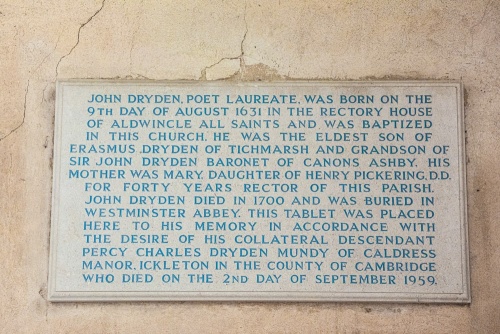 JOHN DRYDEN, POET LAUREATE, WAS BORN ON THE
9TH DAY OF AUGUST 1631 IN THE RECTORY HOUSE
OF ALDWINCLE ALL SAINTS AND WAS BAPTIZED
IN THIS CHURCH. HE WAS THE ELDEST SON OF
ERASMUS DRYDEN OF TICHMARSH AND GRANDSON OF
SIR JOHN DRYDEN BARONET OF CANONS ASHBY. HIS
MOTHER WAS MARY, DAUGHTER OF HENRY PICKERING, D.D.
FOR FORTY YEARS RECTOR OF THIS PARISH.
JOHN DRYDEN DIED IN 1700 AND WAS BURIED IN
WESTMINSTER ABBEY. THIS TABLET WAS PLACED
HERE TO HIS MEMORY IN ACCORDANCE WITH
THE DESIRE OF HIS COLLATERAL DESCENDANT
PERCY CHARLES DRYDEN MUNDY OF CALDRESS
MANOR, ICKLETON IN THE COUNTY OF CAMBRIDGE
WHO DIED ON THE 2ND DAY OF SEPTEMBER 1959.